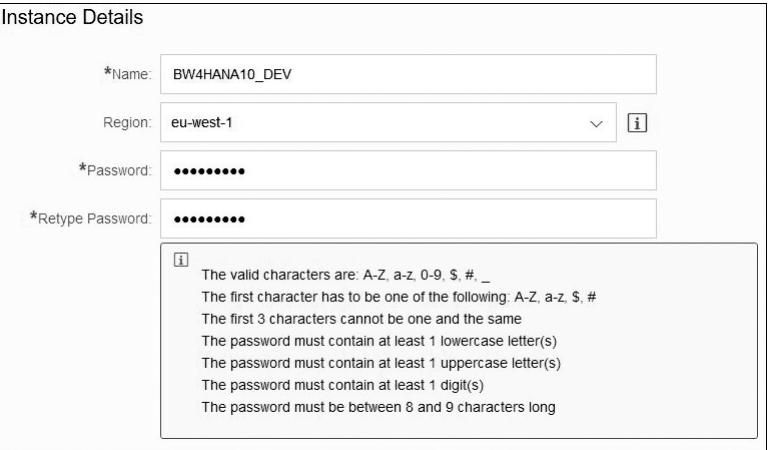 Instance Details
*Name: BW4HANA10_DEV
Region: eu-west-1
*Password: •••••••••
*Retype Password: •••••••••
The valid characters are: A-Z, a-z, 0-9, $, #, _
The first character has to be one of the following: A-Z, a-z, $, #
The first 3 characters cannot be one and the same
The password must contain at least 1 lowercase letter(s)
The password must contain at least 1 uppercase letter(s)
The password must contain at least 1 digit(s)
The password must be between 8 and 9 characters long